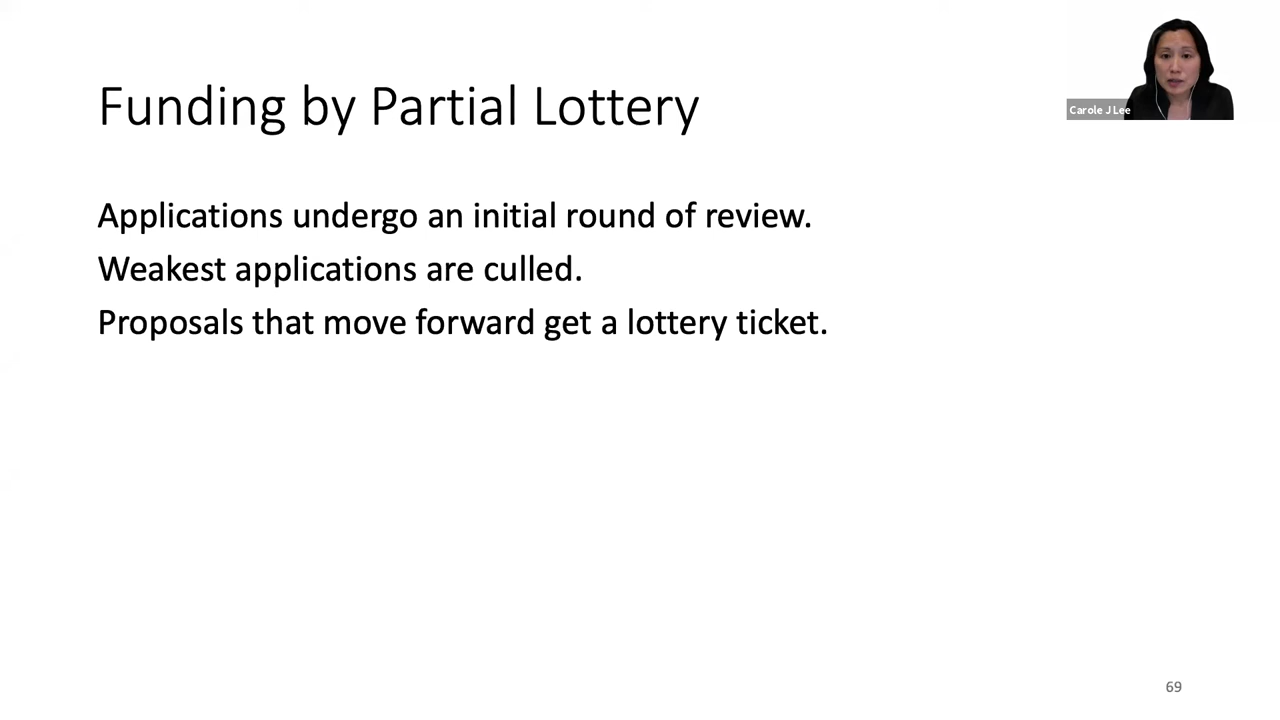 Funding by Partial Lottery
Carole J Lee
Applications undergo an initial round of review.
Weakest applications are culled.
Proposals that move forward get a lottery ticket.
69